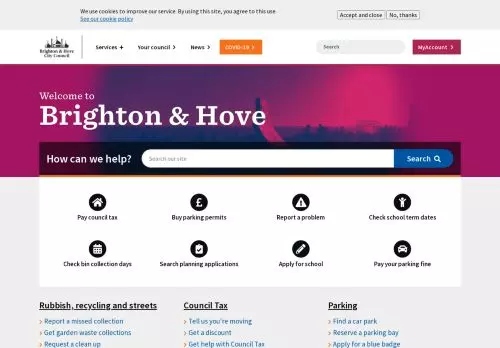 We use cookies to improve our service. By using this site, you agree to this use
See our cookie policy
Accept and close
No, thanks
Brighton & Hove
City Council
Services +
Your council >
News >
COVID-19 >
Search
MyAccount >
Welcome to
Brighton & Hove
How can we help?
Search our site
Search
Pay council tax
Buy parking permits
Report a problem
Check school term dates
Check bin collection days
Search planning applications
Apply for school
Pay your parking fine
Rubbish, recycling and streets
Council Tax
Parking
> Report a missed collection
> Tell us you're moving
> Find a car park
> Get garden waste collections
> Get a discount
> Reserve a parking bay
> Request a clean up
> Get help with Council Tax
> Apply for a blue badge